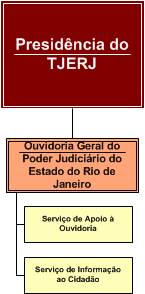 Presidência do
TJERJ
Ouvidoria Geral do
Poder Judiciário do
Estado do Rio de
Janeiro
Serviço de Apoio à
Ouvidoria
Serviço de Informação
ao Cidadão